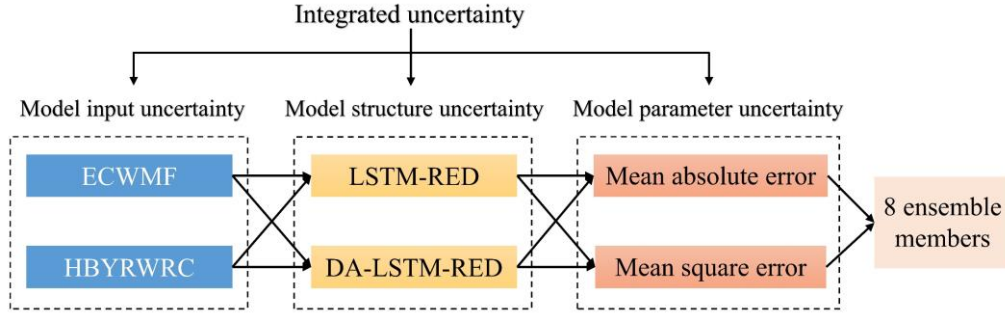 Integrated uncertainty
Model input uncertainty
Model structure uncertainty
Model parameter uncertainty
ECWMF
LSTM-RED
Mean absolute error
8 ensemble
members
HBYRWRC
DA-LSTM-RED
Mean square error